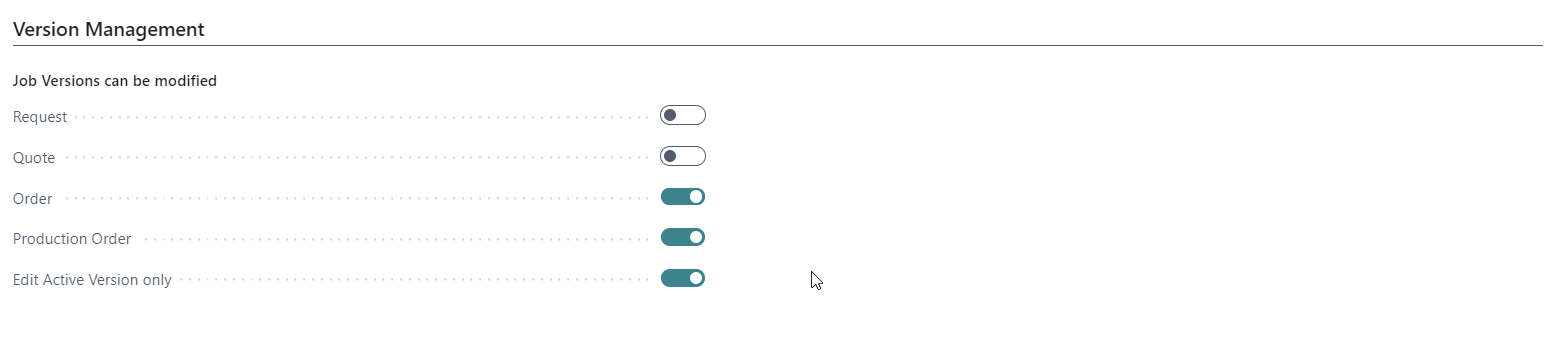 Version Management
Job Versions can be modified
Request
Quote
Order
Production Order
Edit Active Version only